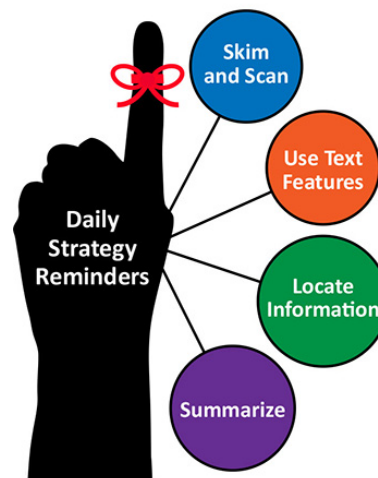 Skim
and Scan
Use Text
Features
Daily
Strategy
Reminders
Locate
Information
Summarize